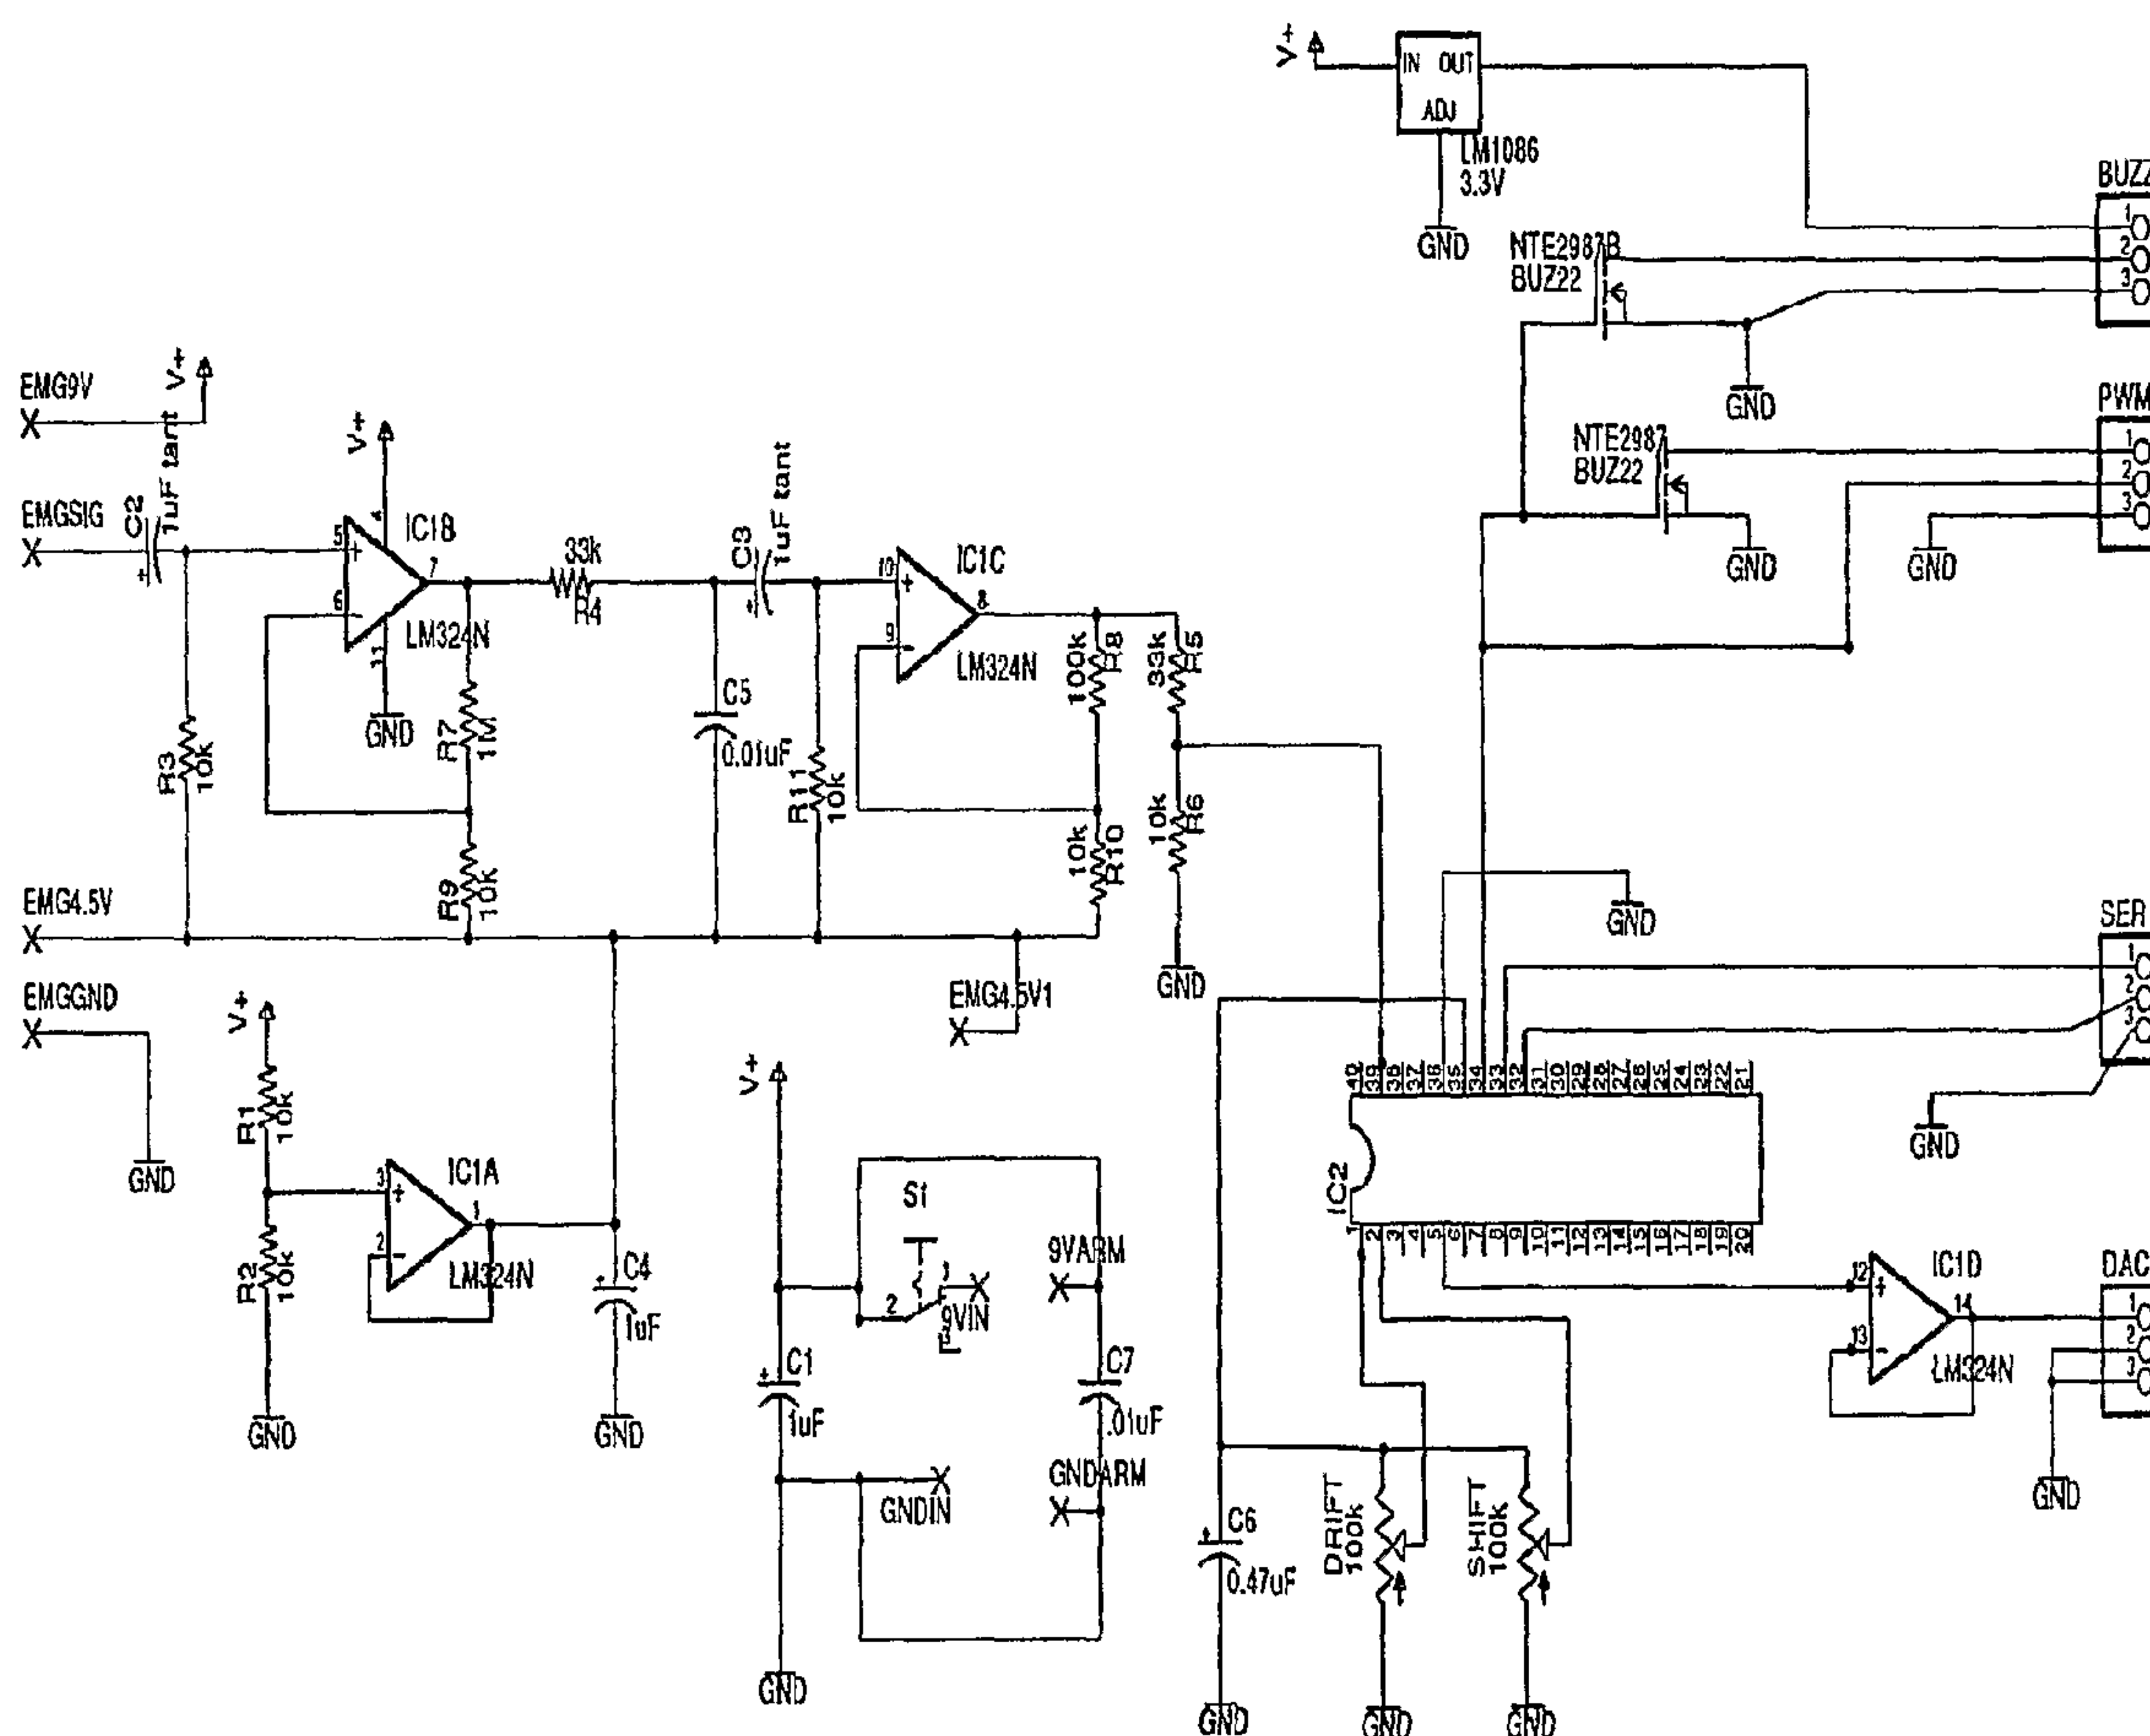 V+
IN OUT
ADJ
LM1086
3.3V
GND
BUZZ
1
2
3
NTE2987B
BUZ22
GND
PWM
1
2
3
NTE2987
BUZ22
GND
GND
EMG9V
V+
EMGSIG
C2
1uF tant
V+
5
6
4
11
7
IC1B
LM324N
GND
33k
R4
C3
1uF tant
10
9
8
IC1C
LM324N
R3
10k
R7
1M
R9
10k
C5
0.01uF
R11
10k
100k
R8
33k
R5
10k
R10
10k
R6
GND
EMG4.5V
EMGGND
GND
EMG4.5V1
V+
R1
10k
R2
10k
GND
3
2
1
IC1A
LM324N
C4
1uF
GND
V+
S1
2
1
9VIN
3
9VARM
C1
1uF
C7
.01uF
GNDIN
GNDARM
GND
GND
SER
1
2
3
GND
40 39 38 37 36 35 34 33 32 31 30 29 28 27 26 25 24 23 22 21
IC2
1 2 3 4 5 6 7 8 9 10 11 12 13 14 15 16 17 18 19 20
12
13
14
IC1D
LM324N
DAC
1
2
3
GND
C6
0.47uF
DRIFT
100k
SHIFT
100k
GND
GND
GND